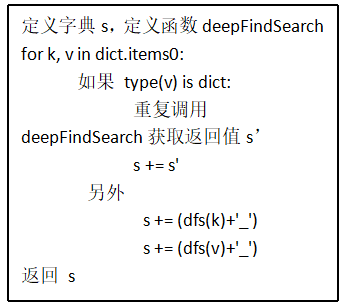 定义字典 s，定义函数 deepFindSearch
for k, v in dict.items0:
如果 type(v) is dict:
重复调用
deepFindSearch 获取返回值 s’
s += s'
另外
s += (dfs(k)+'_')
s += (dfs(v)+'_')
返回 s